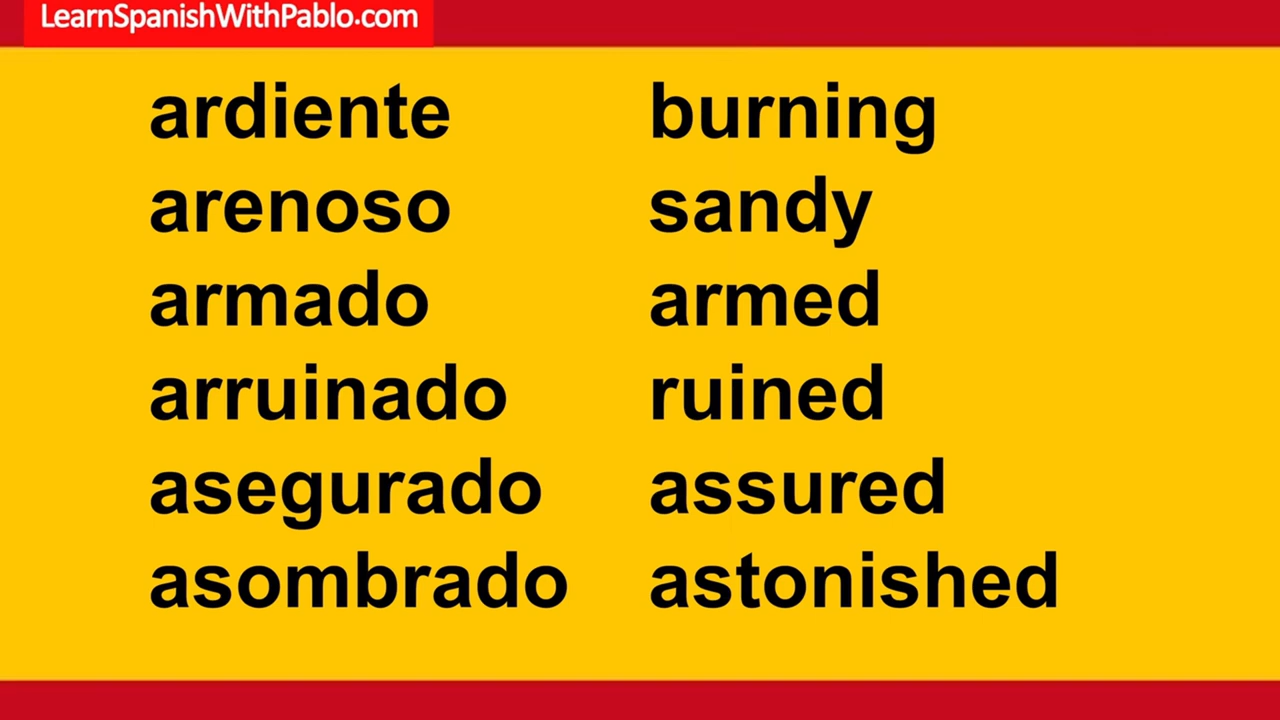 LearnSpanishWithPablo.com
ardiente burning
arenoso sandy
armado armed
arruinado ruined
asegurado assured
asombrado astonished